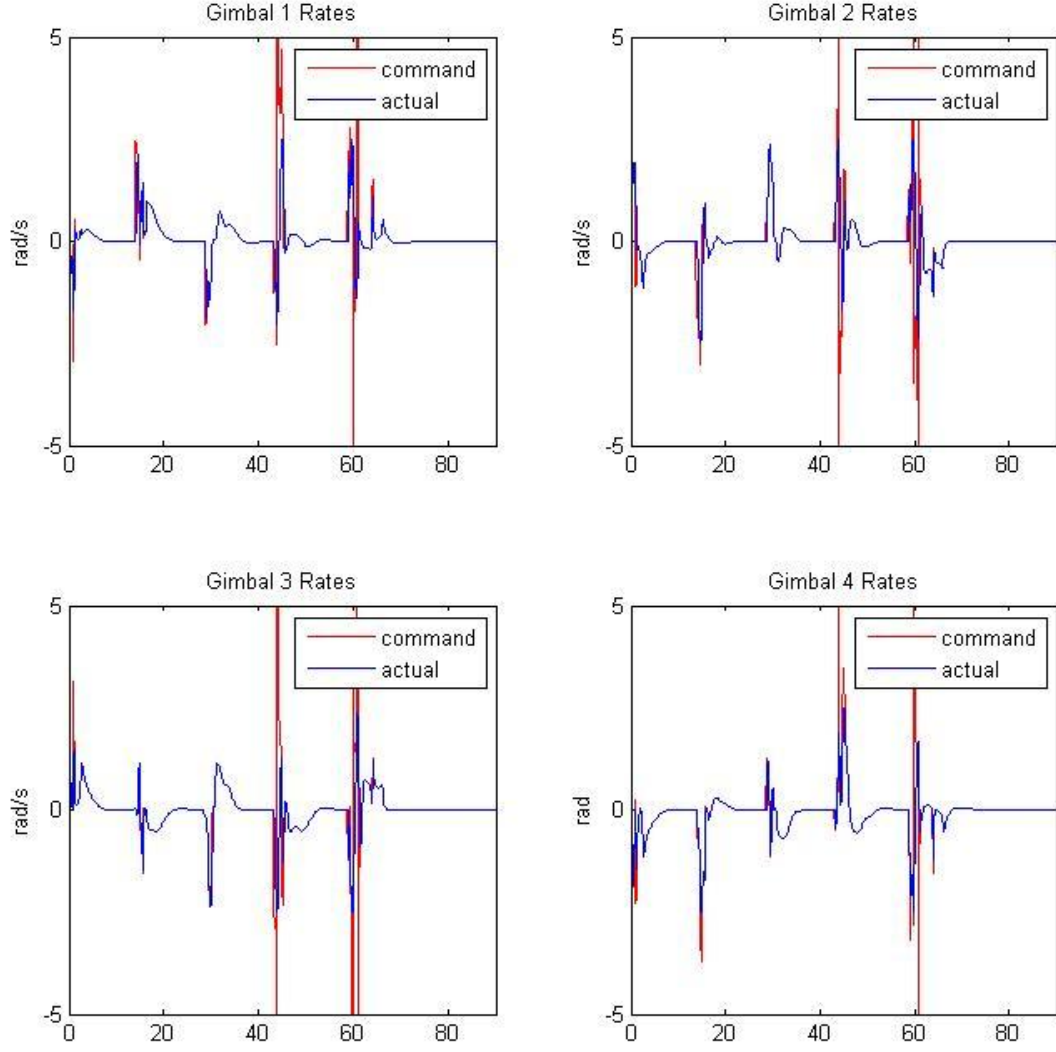 Gimbal 1 Rates
5
command
actual
rad/s
0
-5
0 20 40 60 80
Gimbal 2 Rates
5
command
actual
rad/s
0
-5
0 20 40 60 80
Gimbal 3 Rates
5
command
actual
rad/s
0
-5
0 20 40 60 80
Gimbal 4 Rates
5
command
actual
rad
0
-5
0 20 40 60 80